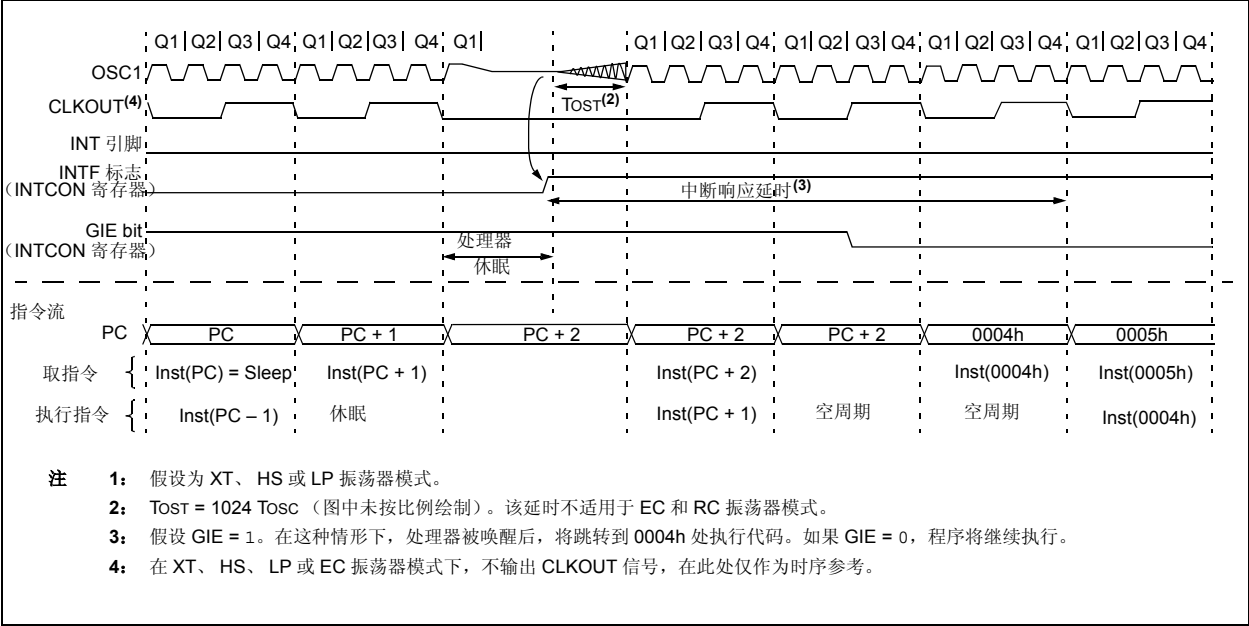 Q1 Q2 Q3 Q4 Q1 Q2 Q3 Q4 Q1 Q1 Q2 Q3 Q4 Q1 Q2 Q3 Q4 Q1 Q2 Q3 Q4 Q1 Q2 Q3 Q4
OSC1
CLKOUT(4)
TOST(2)
INT 引脚
INTF 标志
(INTCON 寄存器)
中断响应延时(3)
GIE bit
(INTCON 寄存器)
处理器
休眠
指令流
PC PC PC + 1 PC + 2 PC + 2 PC + 2 0004h 0005h
取指令 Inst(PC) = Sleep Inst(PC + 1) Inst(PC + 2) Inst(0004h) Inst(0005h)
执行指令 Inst(PC – 1) 休眠 Inst(PC + 1) 空周期 空周期 Inst(0004h)
注 1: 假设为 XT、 HS 或 LP 振荡器模式。
2: TOST = 1024 TOSC （图中未按比例绘制）。该延时不适用于 EC 和 RC 振荡器模式。
3: 假设 GIE = 1。在这种情形下，处理器被唤醒后，将跳转到 0004h 处执行代码。如果 GIE = 0，程序将继续执行。
4: 在 XT、 HS、 LP 或 EC 振荡器模式下，不输出 CLKOUT 信号，在此处仅作为时序参考。